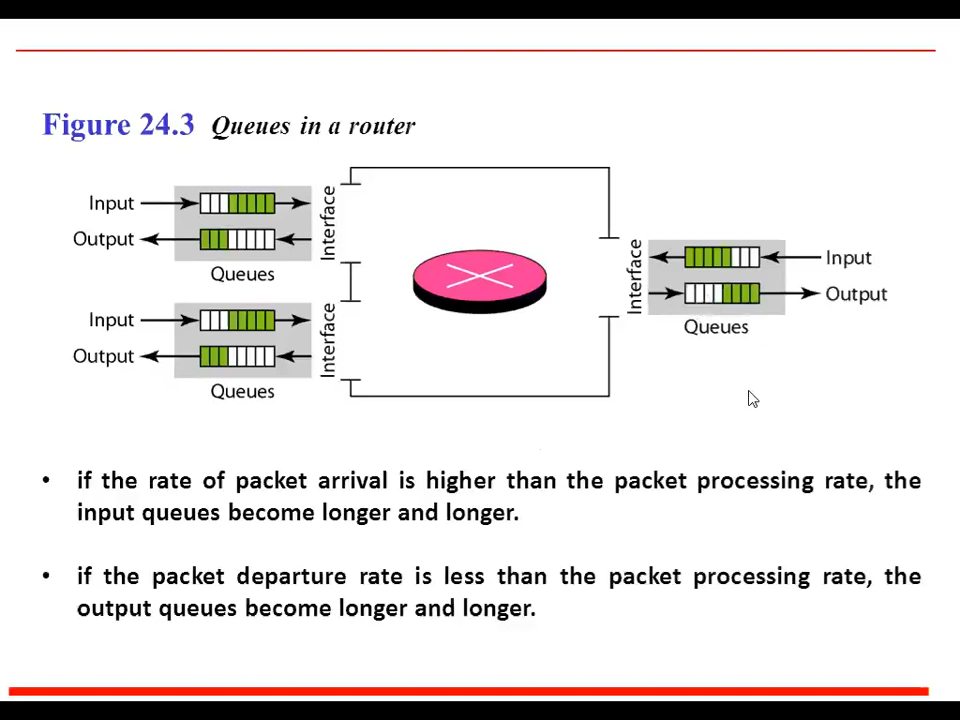 Figure 24.3 Queues in a router
Input
Output
Queues
Interface
Input
Output
Queues
Interface
Interface
Input
Output
Queues
• if the rate of packet arrival is higher than the packet processing rate, the
input queues become longer and longer.
• if the packet departure rate is less than the packet processing rate, the
output queues become longer and longer.